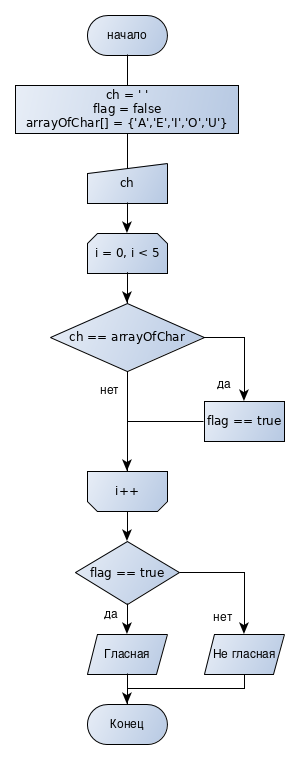 начало
ch = ' '
flag = false
arrayOfChar[] = {'A','E','I','O','U'}
ch
i = 0, i < 5
ch == arrayOfChar
нет
да
flag == true
i++
flag == true
да
нет
Гласная
Не гласная
Конец